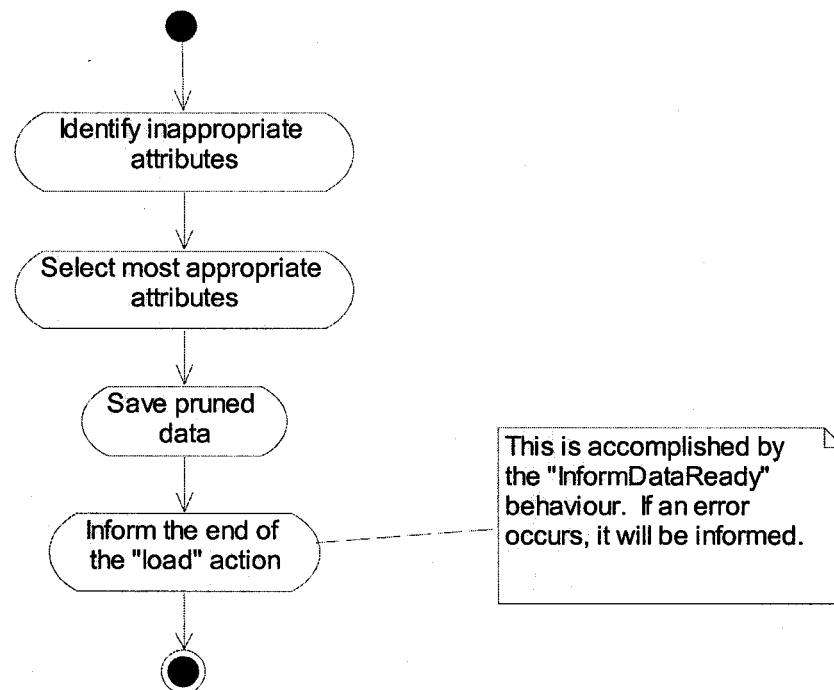 Identify inappropriate
attributes
Select most appropriate
attributes
Save pruned
data
Inform the end of
the "load" action
This is accomplished by
the "InformDataReady"
behaviour. If an error
occurs, it will be informed.